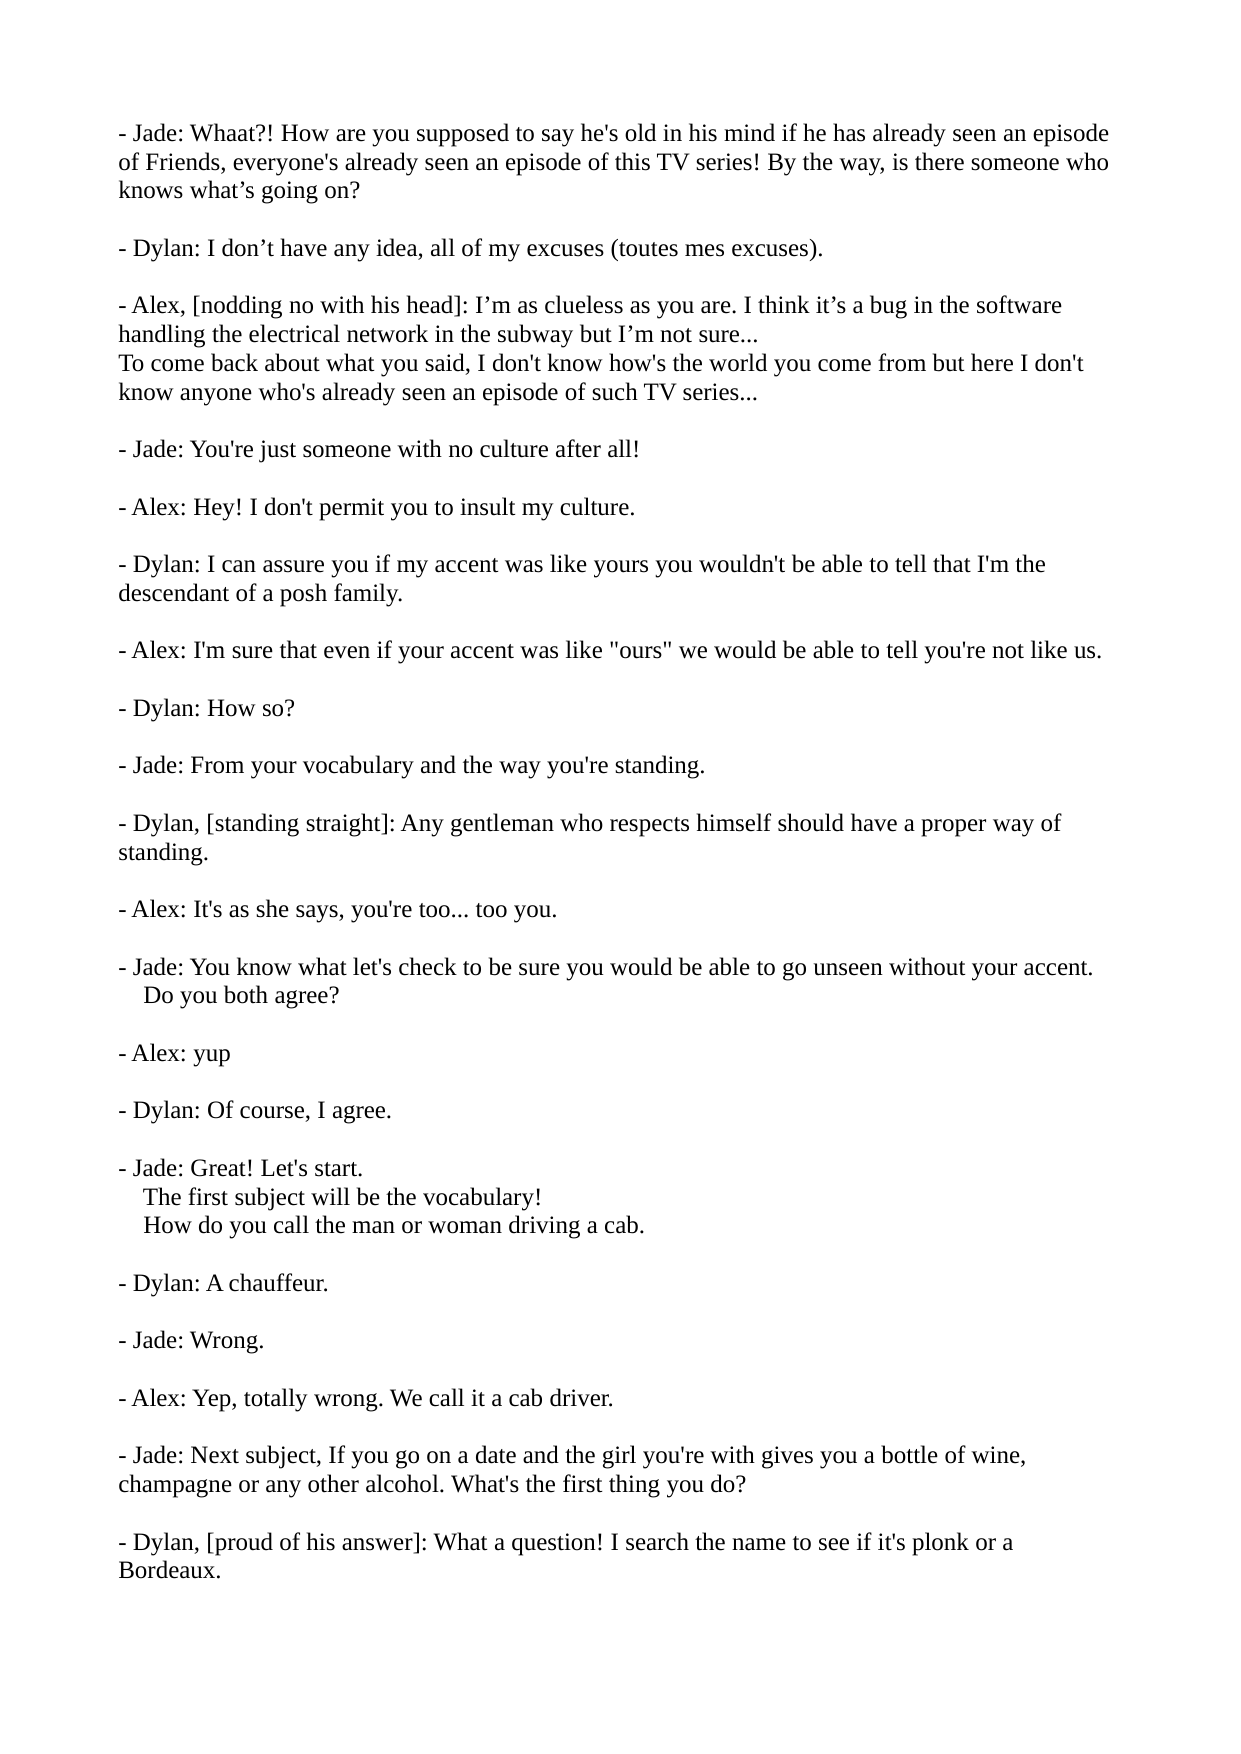 - Jade: Whaat?! How are you supposed to say he's old in his mind if he has already seen an episode
of Friends, everyone's already seen an episode of this TV series! By the way, is there someone who
knows what’s going on?
- Dylan: I don’t have any idea, all of my excuses (toutes mes excuses).
- Alex, [nodding no with his head]: I’m as clueless as you are. I think it’s a bug in the software
handling the electrical network in the subway but I’m not sure...
To come back about what you said, I don't know how's the world you come from but here I don't
know anyone who's already seen an episode of such TV series...
- Jade: You're just someone with no culture after all!
- Alex: Hey! I don't permit you to insult my culture.
- Dylan: I can assure you if my accent was like yours you wouldn't be able to tell that I'm the
descendant of a posh family.
- Alex: I'm sure that even if your accent was like "ours" we would be able to tell you're not like us.
- Dylan: How so?
- Jade: From your vocabulary and the way you're standing.
- Dylan, [standing straight]: Any gentleman who respects himself should have a proper way of
standing.
- Alex: It's as she says, you're too... too you.
- Jade: You know what let's check to be sure you would be able to go unseen without your accent.
Do you both agree?
- Alex: yup
- Dylan: Of course, I agree.
- Jade: Great! Let's start.
The first subject will be the vocabulary!
How do you call the man or woman driving a cab.
- Dylan: A chauffeur.
- Jade: Wrong.
- Alex: Yep, totally wrong. We call it a cab driver.
- Jade: Next subject, If you go on a date and the girl you're with gives you a bottle of wine,
champagne or any other alcohol. What's the first thing you do?
- Dylan, [proud of his answer]: What a question! I search the name to see if it's plonk or a
Bordeaux.